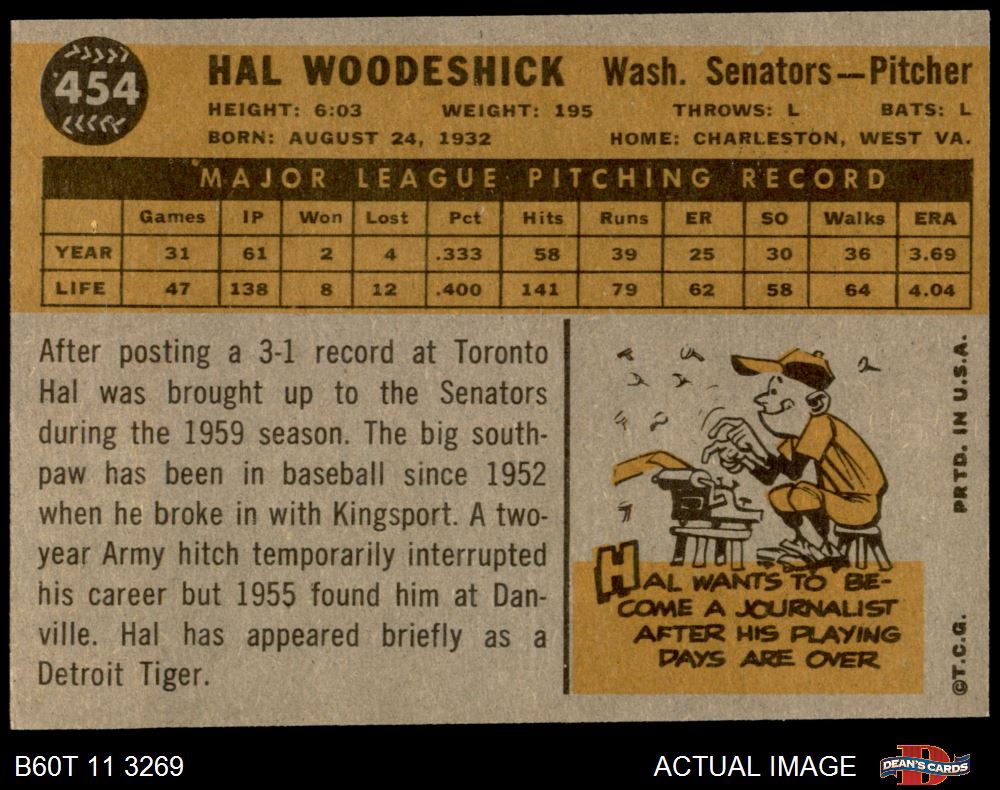 454
HAL WOODESHICK Wash. Senators—Pitcher
HEIGHT: 6:03 WEIGHT: 195 THROWS: L BATS: L
BORN: AUGUST 24, 1932 HOME: CHARLESTON, WEST VA.
MAJOR LEAGUE PITCHING RECORD
Games IP Won Lost Pct Hits Runs ER SO Walks ERA
YEAR 31 61 2 4 .333 58 39 25 30 36 3.69
LIFE 47 138 8 12 .400 141 79 62 58 64 4.04
After posting a 3-1 record at Toronto
Hal was brought up to the Senators
during the 1959 season. The big south-
paw has been in baseball since 1952
when he broke in with Kingsport. A two-
year Army hitch temporarily interrupted
his career but 1955 found him at Dan-
ville. Hal has appeared briefly as a
Detroit Tiger.
HAL WANTS TO BE-
COME A JOURNALIST
AFTER HIS PLAYING
DAYS ARE OVER
©T.C.G. PRTD. IN U.S.A.
B60T 11 3269 ACTUAL IMAGE DEAN'S CARDS